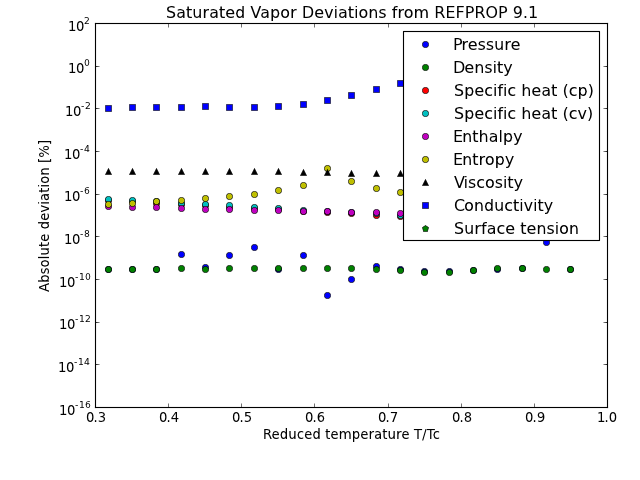 Saturated Vapor Deviations from REFPROP 9.1
Absolute deviation [%]
10^2
10^0
10^-2
10^-4
10^-6
10^-8
10^-10
10^-12
10^-14
10^-16
Pressure
Density
Specific heat (cp)
Specific heat (cv)
Enthalpy
Entropy
Viscosity
Conductivity
Surface tension
0.3 0.4 0.5 0.6 0.7 0.8 0.9 1.0
Reduced temperature T/Tc